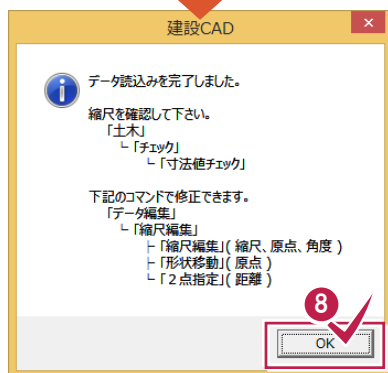 建設CAD
データ読込みを完了しました。
縮尺を確認して下さい。
「土木」
└「チェック」
└「寸法値チェック」
下記のコマンドで修正できます。
「データ編集」
└「縮尺編集」
├「縮尺編集」( 縮尺、原点、角度 )
├「形状移動」( 原点 )
└「２点指定」( 距離 )
8
OK